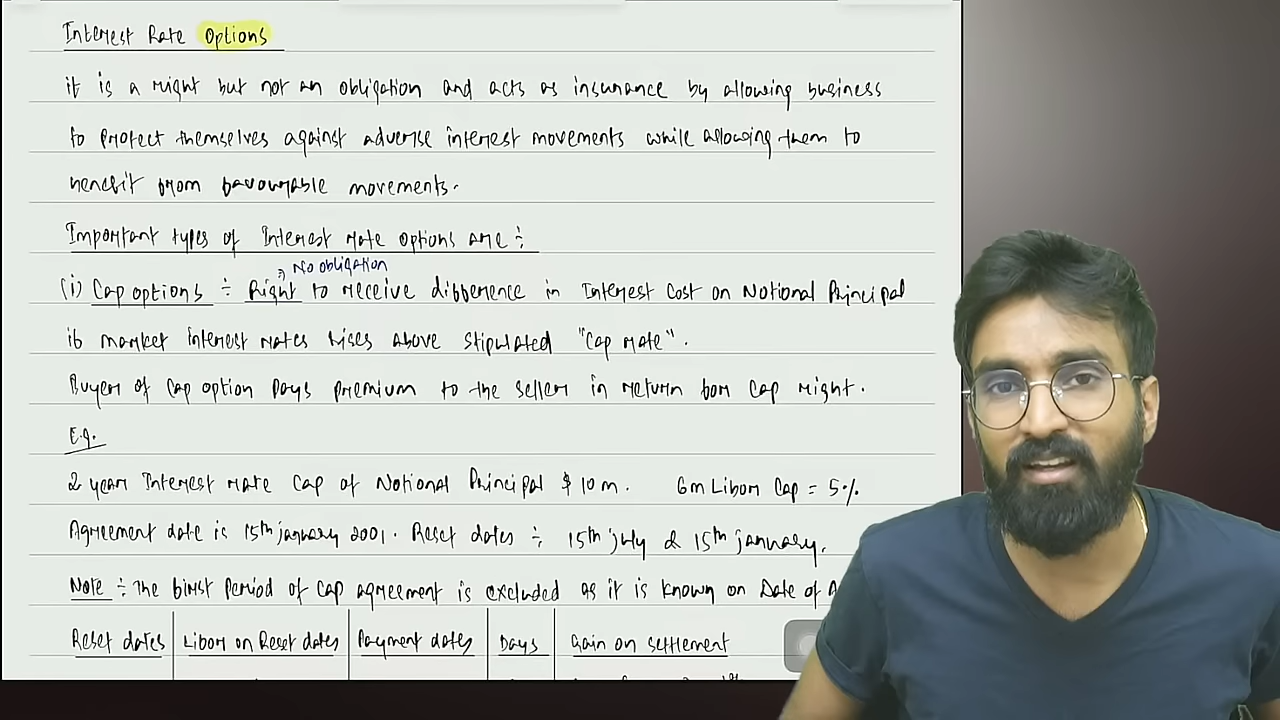 Interest Rate Options
it is a right but not an obligation and acts as insurance by allowing business
to protect themselves against adverse interest movements while allowing them to
benefit from favourable movements.
Important types of Interest rate options are :
No obligation
(i) Cap options ÷ Right to receive difference in Interest Cost on Notional Principal
if market interest rates rises above stipulated "Cap rate".
Buyer of Cap option pays premium to the seller in return for Cap right.
E.g.
2 year Interest rate Cap of Notional Principal $ 10m. 6m Libor Cap = 5%
Agreement date is 15th january 2001. Reset dates ÷ 15th july & 15th january.
Note ÷ The first period of cap agreement is excluded as it is known on Date of
Reset dates Libor on Reset dates Payment dates Days Gain on settlement